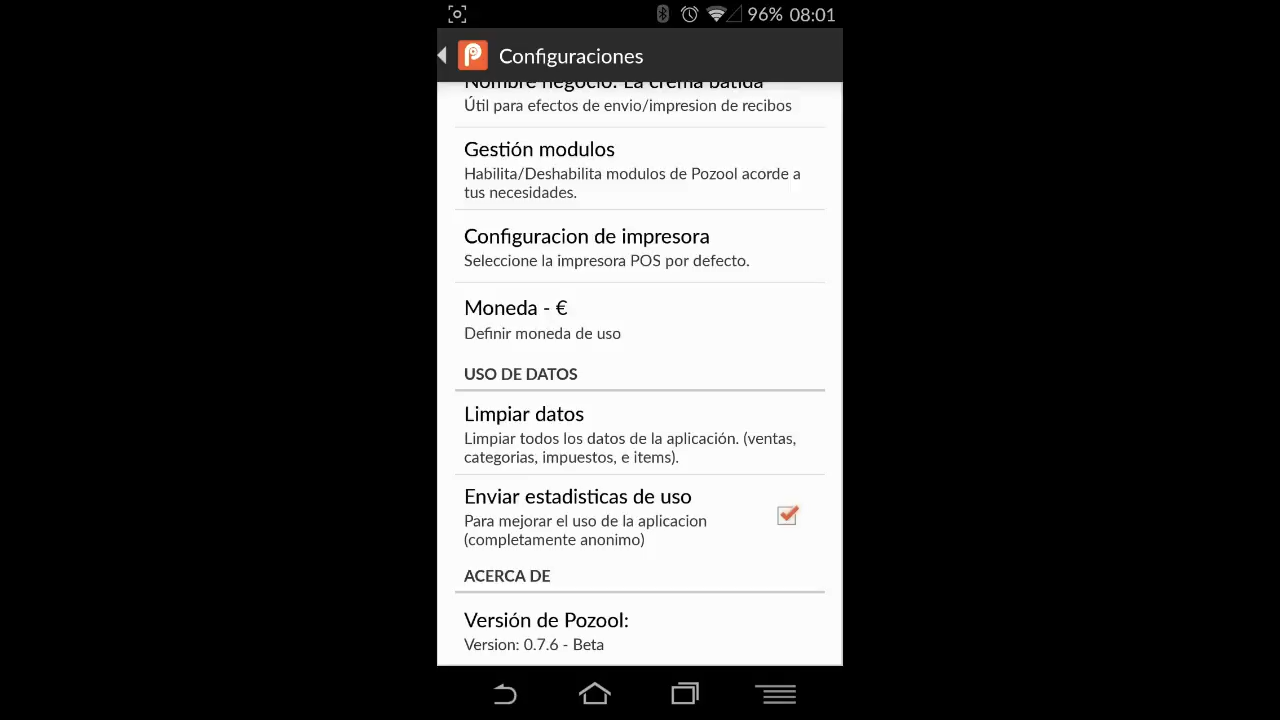 96% 08:01
Configuraciones
Nombre negocio: La crema batida
Útil para efectos de envio/impresion de recibos
Gestión modulos
Habilita/Deshabilita modulos de Pozool acorde a
tus necesidades.
Configuracion de impresora
Seleccione la impresora POS por defecto.
Moneda - €
Definir moneda de uso
USO DE DATOS
Limpiar datos
Limpiar todos los datos de la aplicación. (ventas,
categorias, impuestos, e items).
Enviar estadisticas de uso
Para mejorar el uso de la aplicacion
(completamente anonimo)
ACERCA DE
Versión de Pozool:
Version: 0.7.6 - Beta